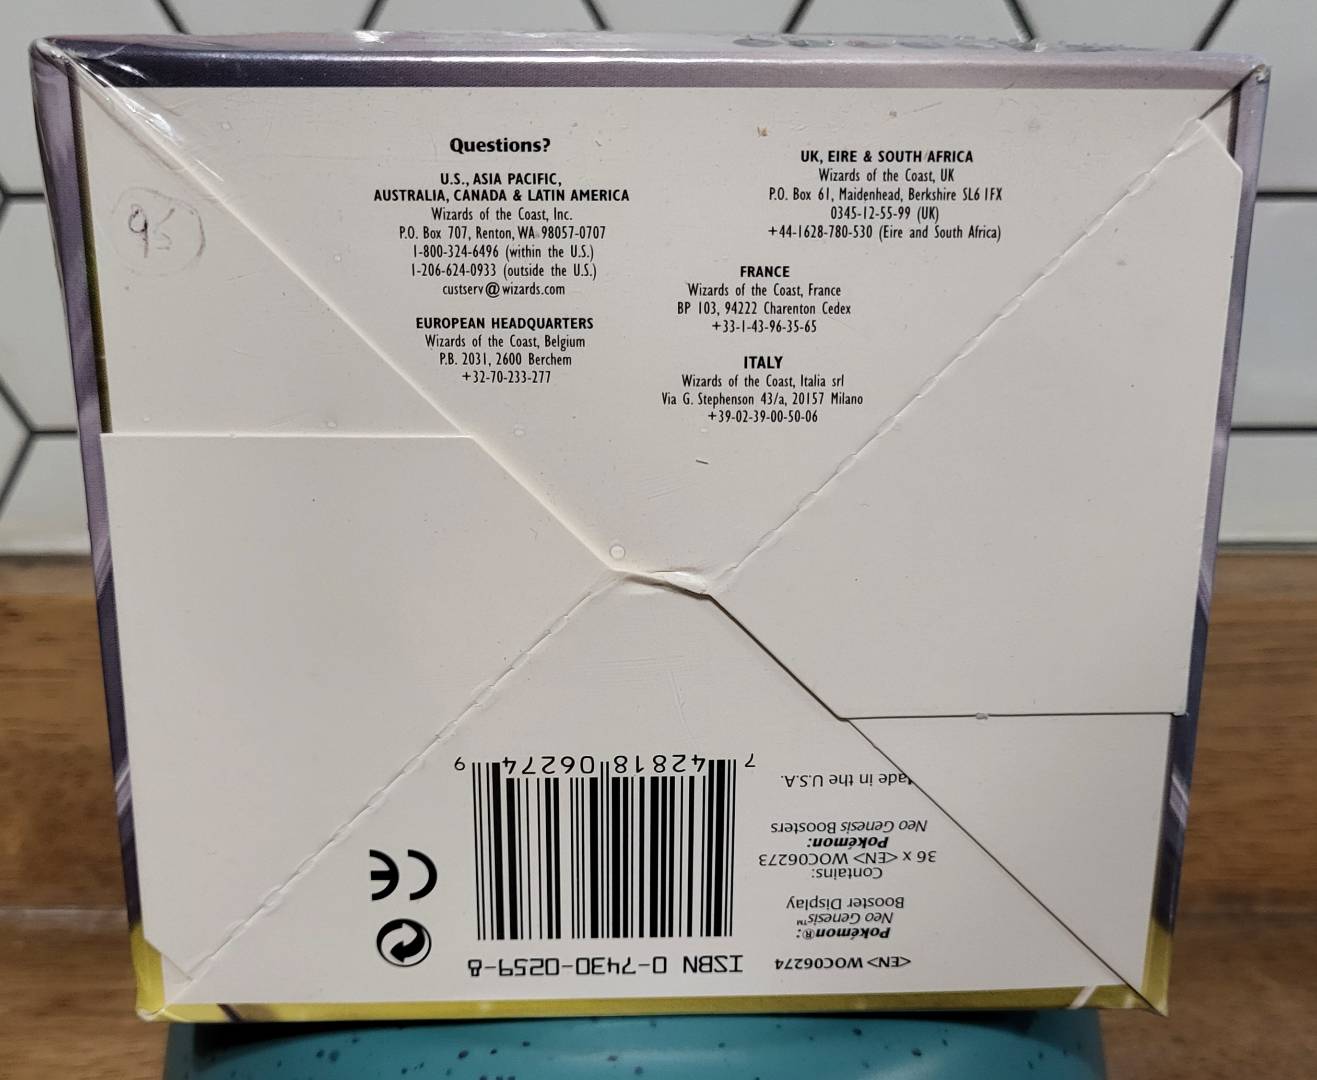 Questions?
U.S., ASIA PACIFIC,
AUSTRALIA, CANADA & LATIN AMERICA
Wizards of the Coast, Inc.
P.O. Box 707, Renton, WA 98057-0707
1-800-324-6496 (within the U.S.)
1-206-624-0933 (outside the U.S.)
custserv@wizards.com
EUROPEAN HEADQUARTERS
Wizards of the Coast, Belgium
P.B. 2031, 2600 Berchem
+32-70-233-277
UK, EIRE & SOUTH AFRICA
Wizards of the Coast, UK
P.O. Box 61, Maidenhead, Berkshire SL6 1FX
0345-12-55-99 (UK)
+44-1628-780-530 (Eire and South Africa)
FRANCE
Wizards of the Coast, France
BP 103, 94222 Charenton Cedex
+33-1-43-96-35-65
ITALY
Wizards of the Coast, Italia srl
Via G. Stephenson 43/a, 20157 Milano
+39-02-39-00-50-06
95
<EN> WOC06274
Pokémon®:
Neo Genesis™
Booster Display
Contains:
36 x <EN> WOC06273
Pokémon:
Neo Genesis Boosters
Made in the U.S.A.
ISBN 0-7430-0259-8
7 42818 06274 9
CE